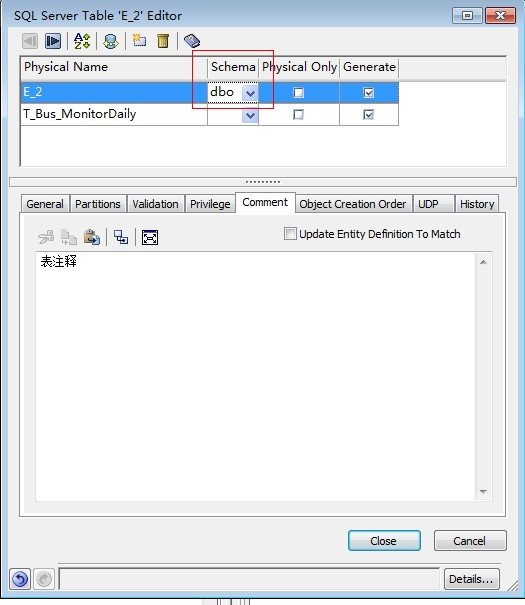 SQL Server Table 'E_2' Editor
Physical Name Schema Physical Only Generate
E_2 dbo
T_Bus_MonitorDaily
General Partitions Validation Privilege Comment Object Creation Order UDP History
Update Entity Definition To Match
表注释
Close Cancel
Details...